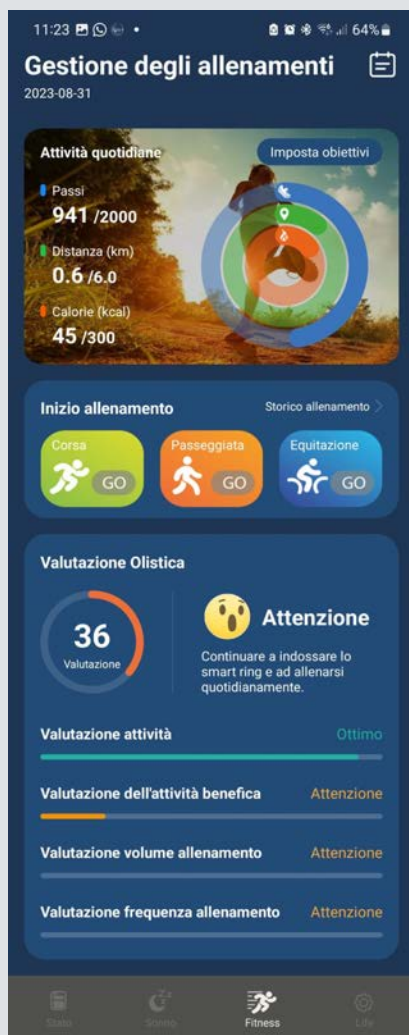 11:23 64%
Gestione degli allenamenti
2023-08-31
Attività quotidiane
Imposta obiettivi
Passi
941 /2000
Distanza (km)
0.6 /6.0
Calorie (kcal)
45 /300
Inizio allenamento
Storico allenamento >
Corsa
GO
Passeggiata
GO
Equitazione
GO
Valutazione Olistica
36
Valutazione
Attenzione
Continuare a indossare lo
smart ring e ad allenarsi
quotidianamente.
Valutazione attività Ottimo
Valutazione dell'attività benefica Attenzione
Valutazione volume allenamento Attenzione
Valutazione frequenza allenamento Attenzione
Stato Sonno Fitness Life